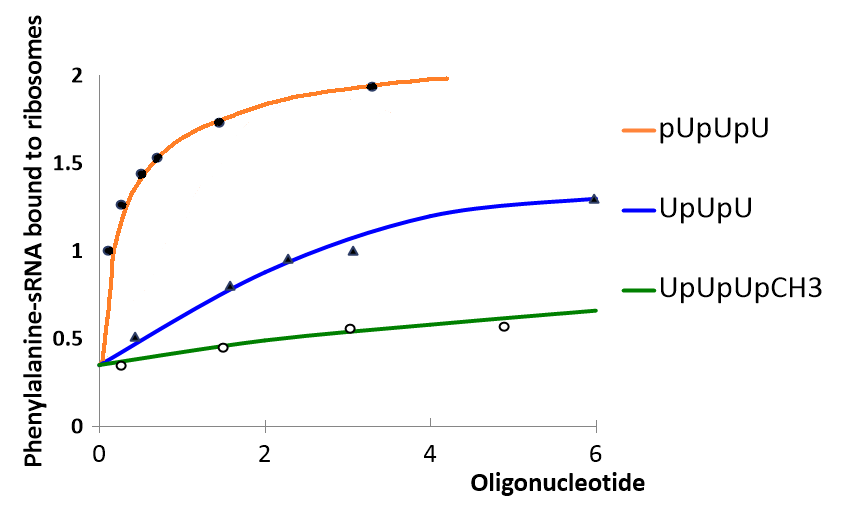 Phenylalanine-sRNA bound to ribosomes
2
1.5
1
0.5
0
0 2 4 6
Oligonucleotide
pUpUpU
UpUpU
UpUpUpCH3